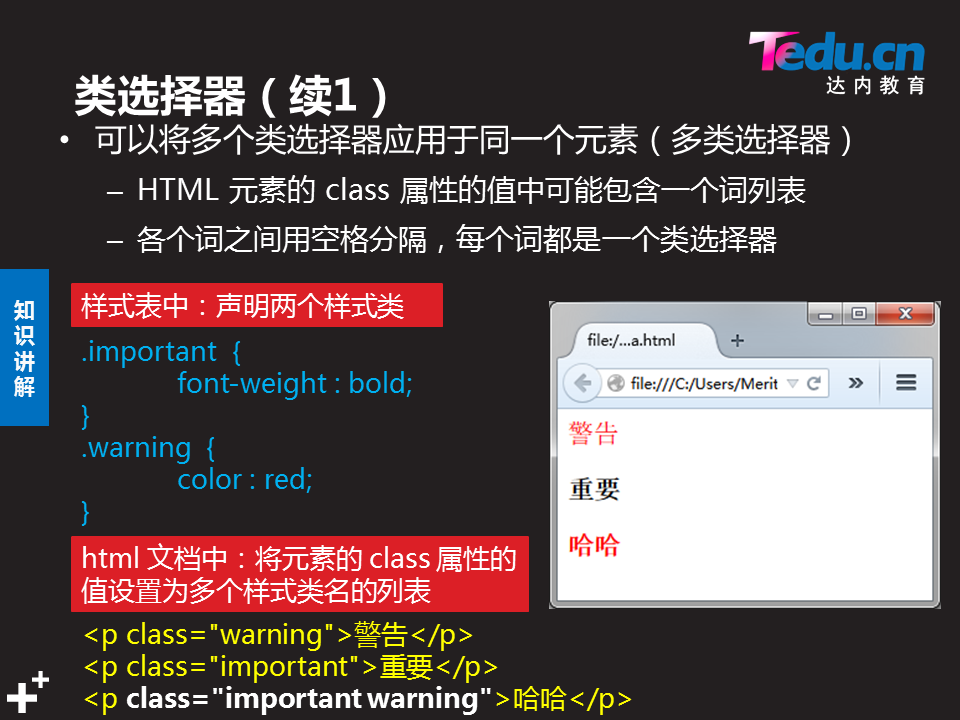 Tedu.cn
达内教育
类选择器（续1）
• 可以将多个类选择器应用于同一个元素（多类选择器）
– HTML 元素的 class 属性的值中可能包含一个词列表
– 各个词之间用空格分隔，每个词都是一个类选择器
知识讲解
样式表中：声明两个样式类
.important {
font-weight : bold;
}
.warning {
color : red;
}
html 文档中：将元素的 class 属性的
值设置为多个样式类名的列表
<p class="warning">警告</p>
<p class="important">重要</p>
<p class="important warning">哈哈</p>
file:/...a.html
file:///C:/Users/Merit
警告
重要
哈哈